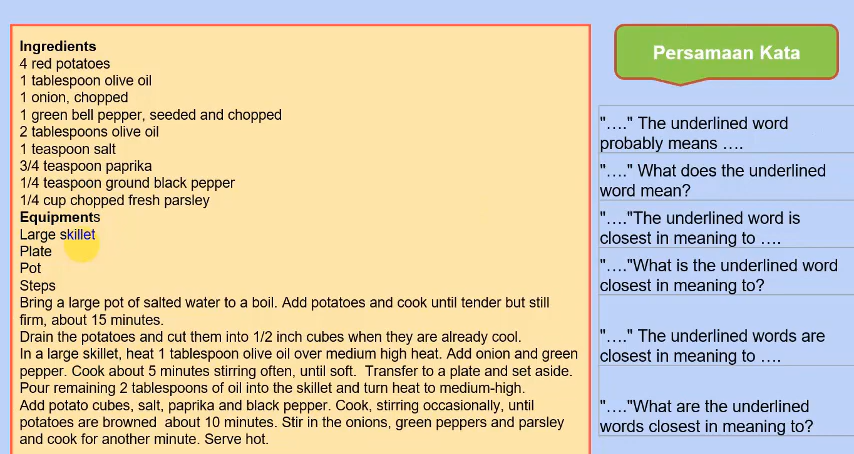 Ingredients
4 red potatoes
1 tablespoon olive oil
1 onion, chopped
1 green bell pepper, seeded and chopped
2 tablespoons olive oil
1 teaspoon salt
3/4 teaspoon paprika
1/4 teaspoon ground black pepper
1/4 cup chopped fresh parsley
Equipments
Large skillet
Plate
Pot
Steps
Bring a large pot of salted water to a boil. Add potatoes and cook until tender but still
firm, about 15 minutes.
Drain the potatoes and cut them into 1/2 inch cubes when they are already cool.
In a large skillet, heat 1 tablespoon olive oil over medium high heat. Add onion and green
pepper. Cook about 5 minutes stirring often, until soft.  Transfer to a plate and set aside.
Pour remaining 2 tablespoons of oil into the skillet and turn heat to medium-high.
Add potato cubes, salt, paprika and black pepper. Cook, stirring occasionally, until
potatoes are browned  about 10 minutes. Stir in the onions, green peppers and parsley
and cook for another minute. Serve hot.
Persamaan Kata
"…." The underlined word
probably means ….
"…." What does the underlined
word mean?
"…."The underlined word is
closest in meaning to ….
"…."What is the underlined word
closest in meaning to?
"…." The underlined words are
closest in meaning to ….
"…."What are the underlined
words closest in meaning to?